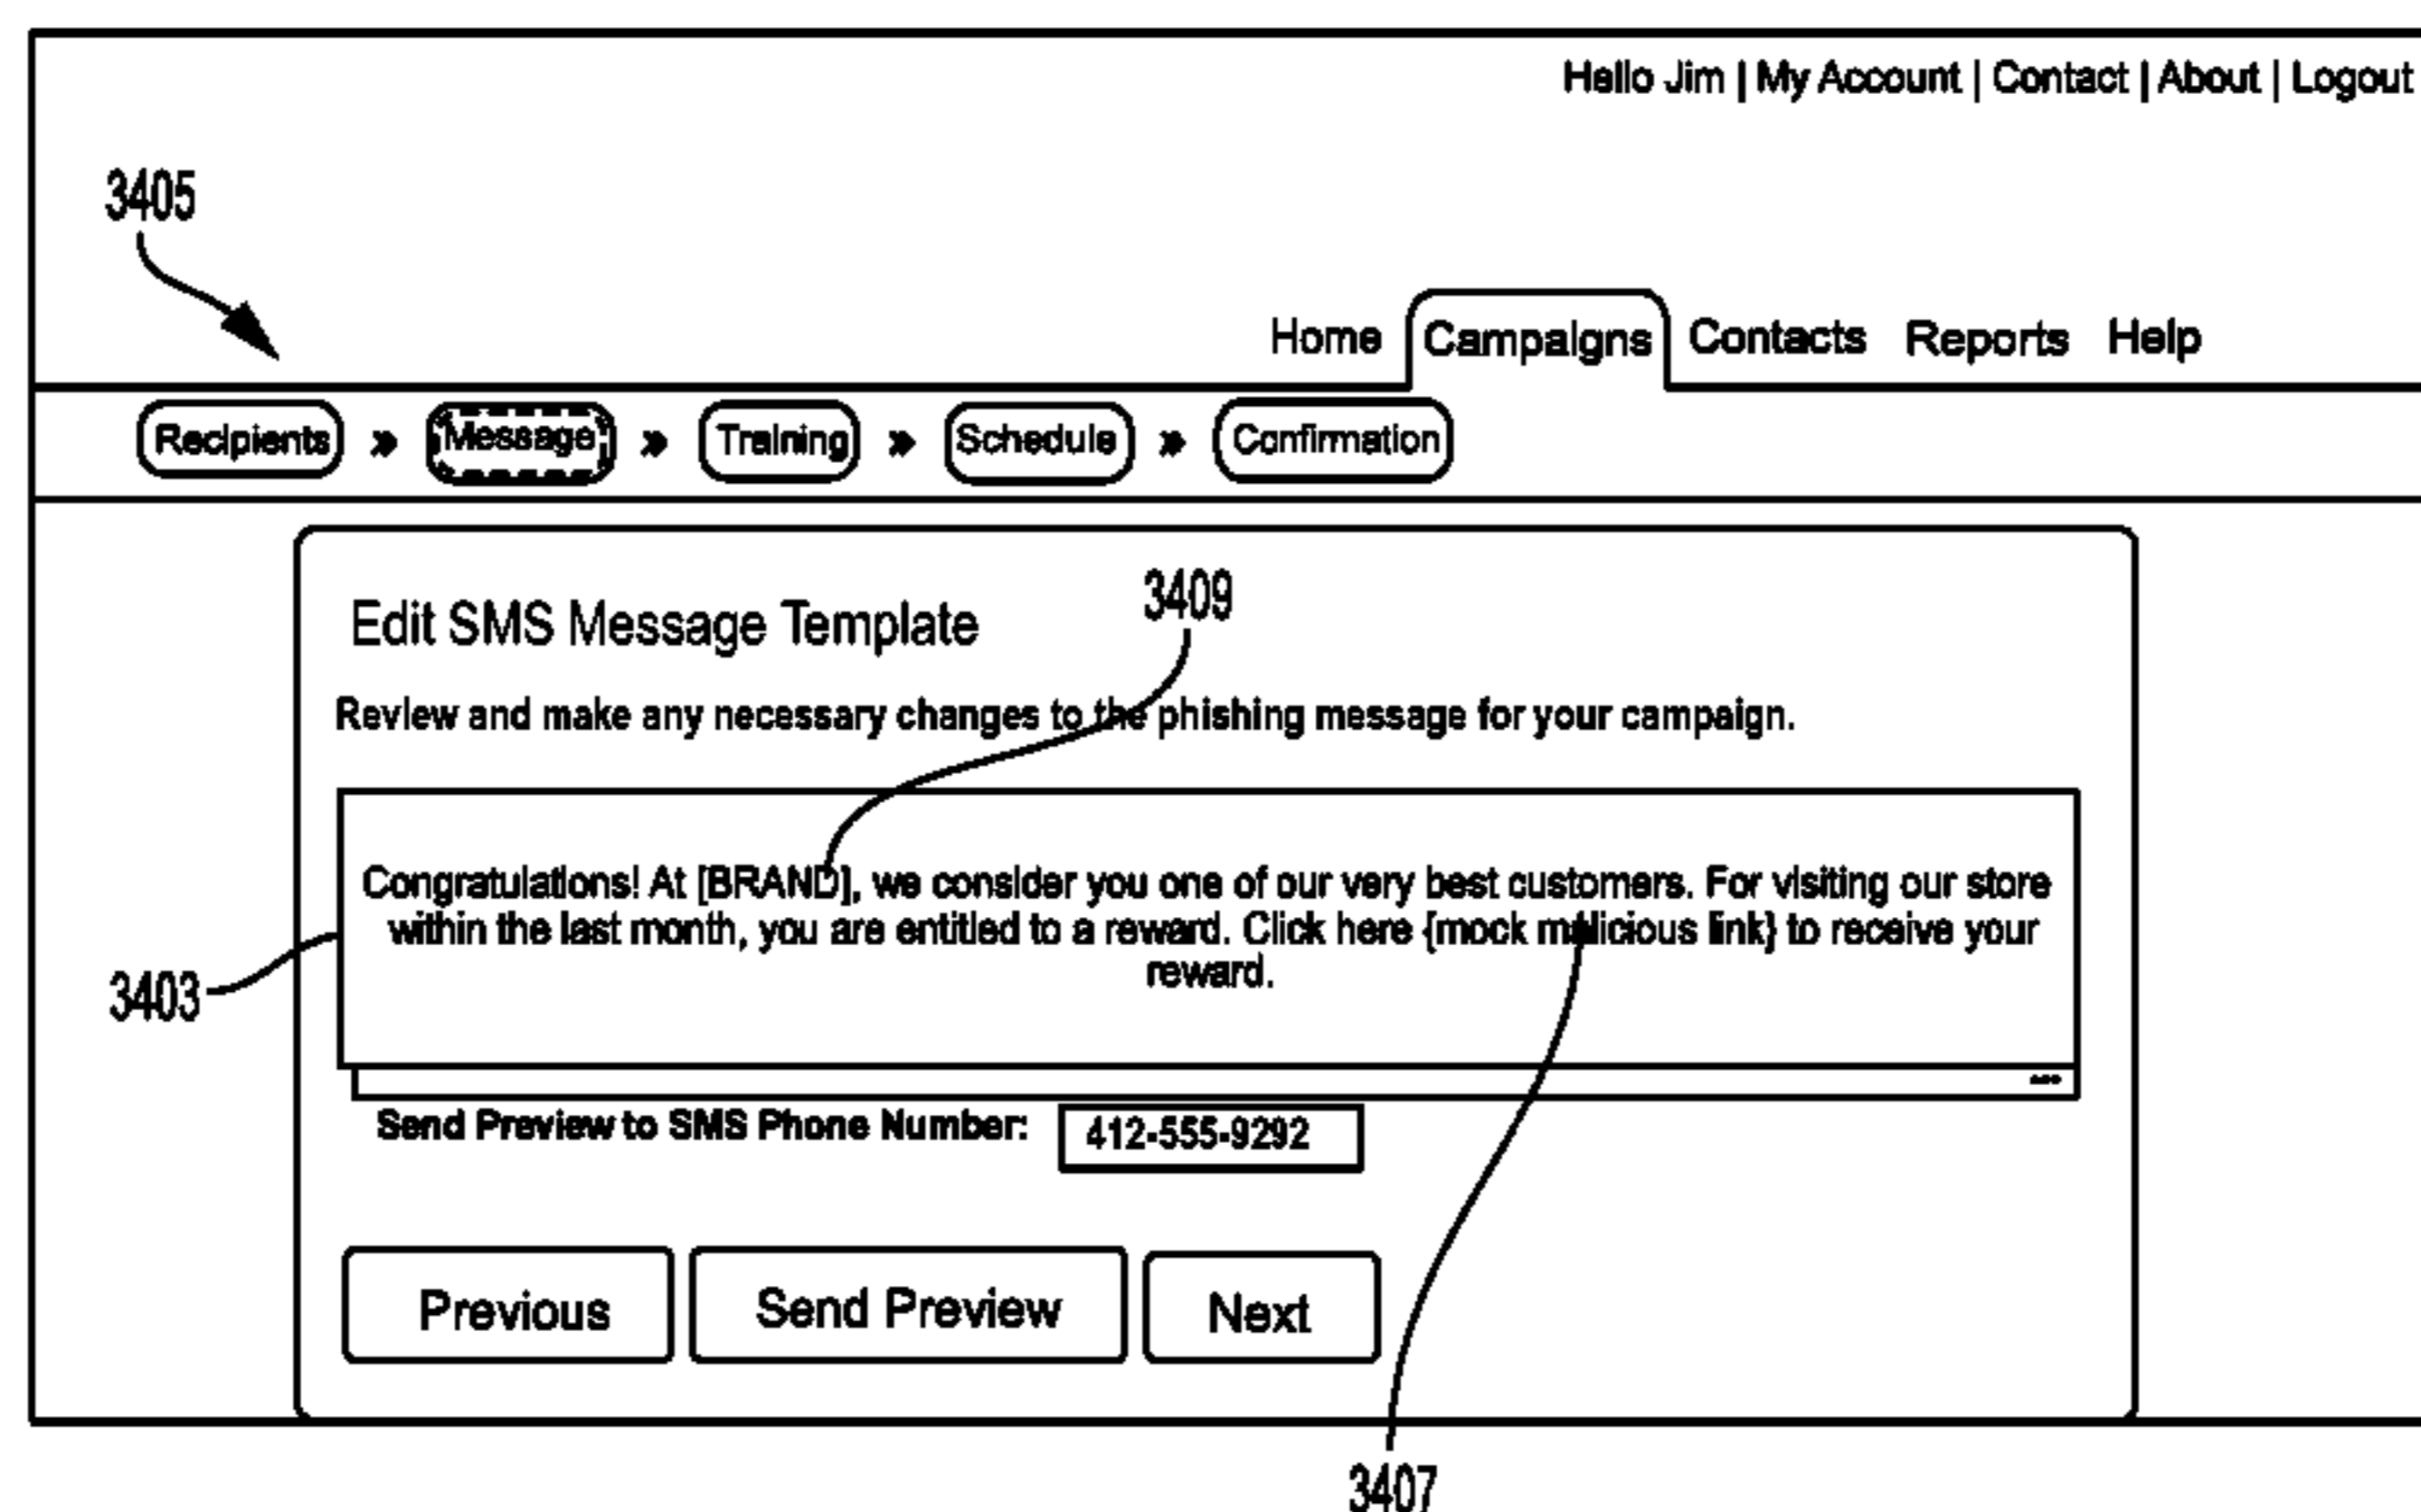 Hello Jim | My Account | Contact | About | Logout
3405
Home Campaigns Contacts Reports Help
Recipients » Message » Training » Schedule » Confirmation
3409
Edit SMS Message Template
Review and make any necessary changes to the phishing message for your campaign.
Congratulations! At [BRAND], we consider you one of our very best customers. For visiting our store
within the last month, you are entitled to a reward. Click here {mock malicious link} to receive your
reward.
3403
Send Preview to SMS Phone Number: 412-555-9292
Previous Send Preview Next
3407